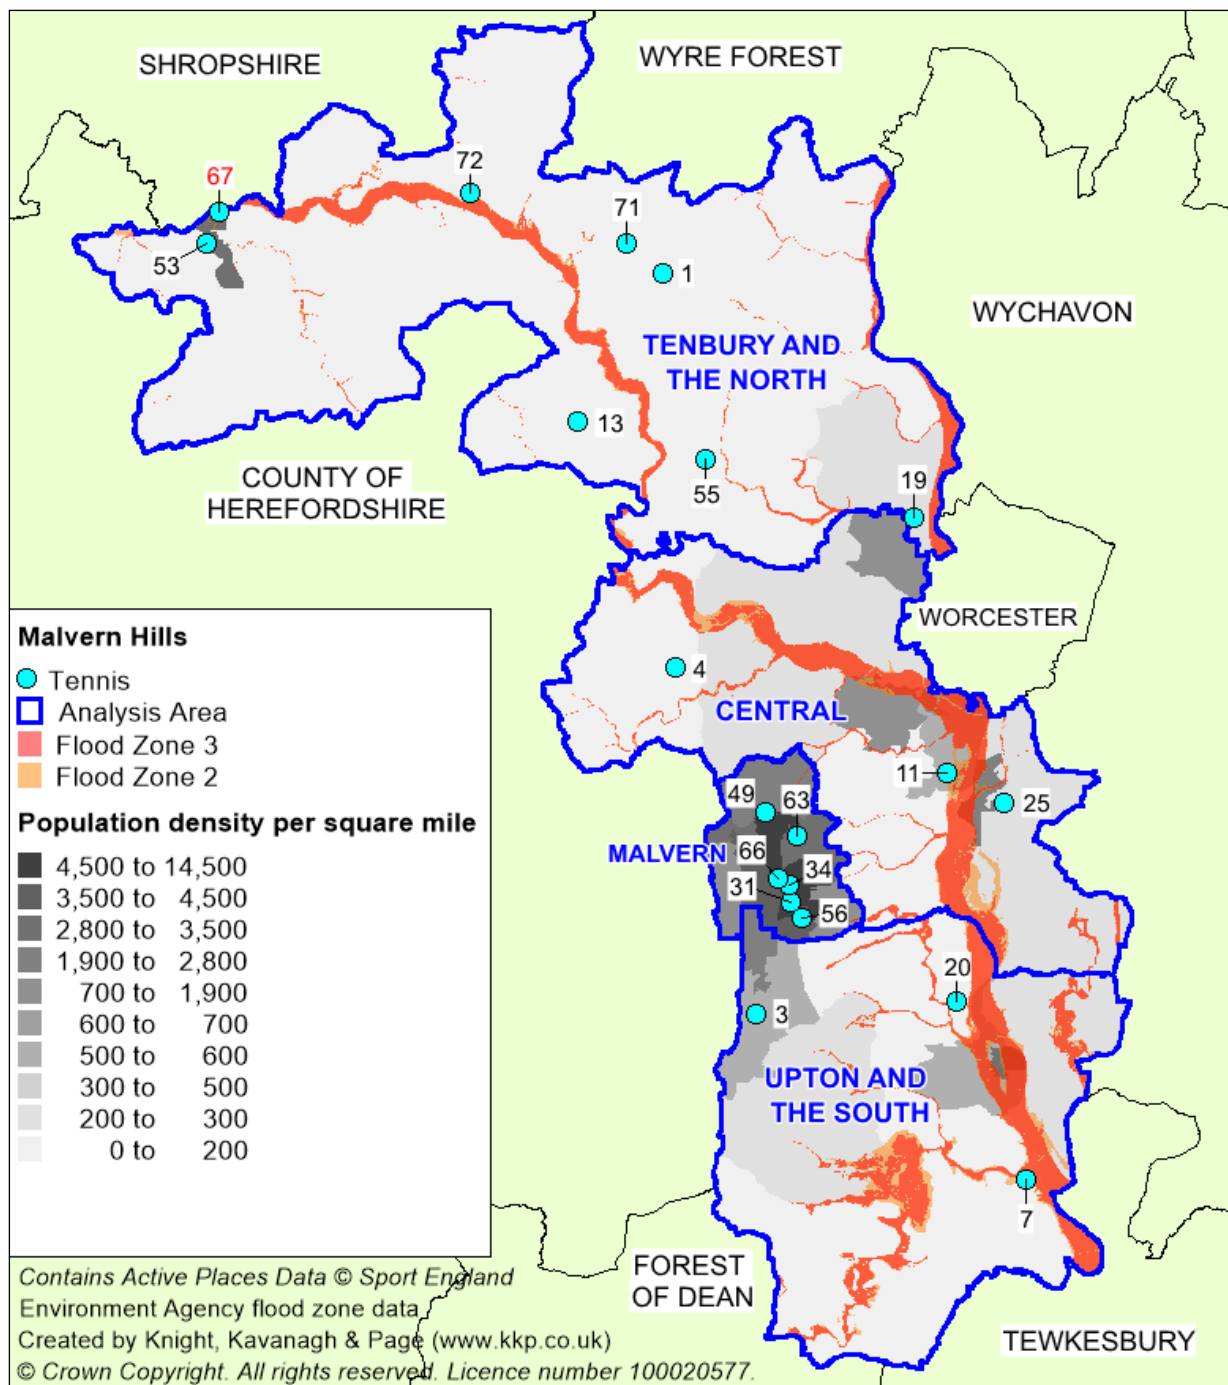 SHROPSHIRE
WYRE FOREST
67
72
71
53
1
WYCHAVON
TENBURY AND
THE NORTH
13
COUNTY OF
HEREFORDSHIRE
55
19
WORCESTER
4
CENTRAL
11
25
49
63
MALVERN
66
34
31
56
20
3
UPTON AND
THE SOUTH
7
FOREST
OF DEAN
TEWKESBURY
Malvern Hills
Tennis
Analysis Area
Flood Zone 3
Flood Zone 2
Population density per square mile
4,500 to 14,500
3,500 to 4,500
2,800 to 3,500
1,900 to 2,800
700 to 1,900
600 to 700
500 to 600
300 to 500
200 to 300
0 to 200
Contains Active Places Data © Sport England
Environment Agency flood zone data
Created by Knight, Kavanagh & Page (www.kkp.co.uk)
© Crown Copyright. All rights reserved. Licence number 100020577.